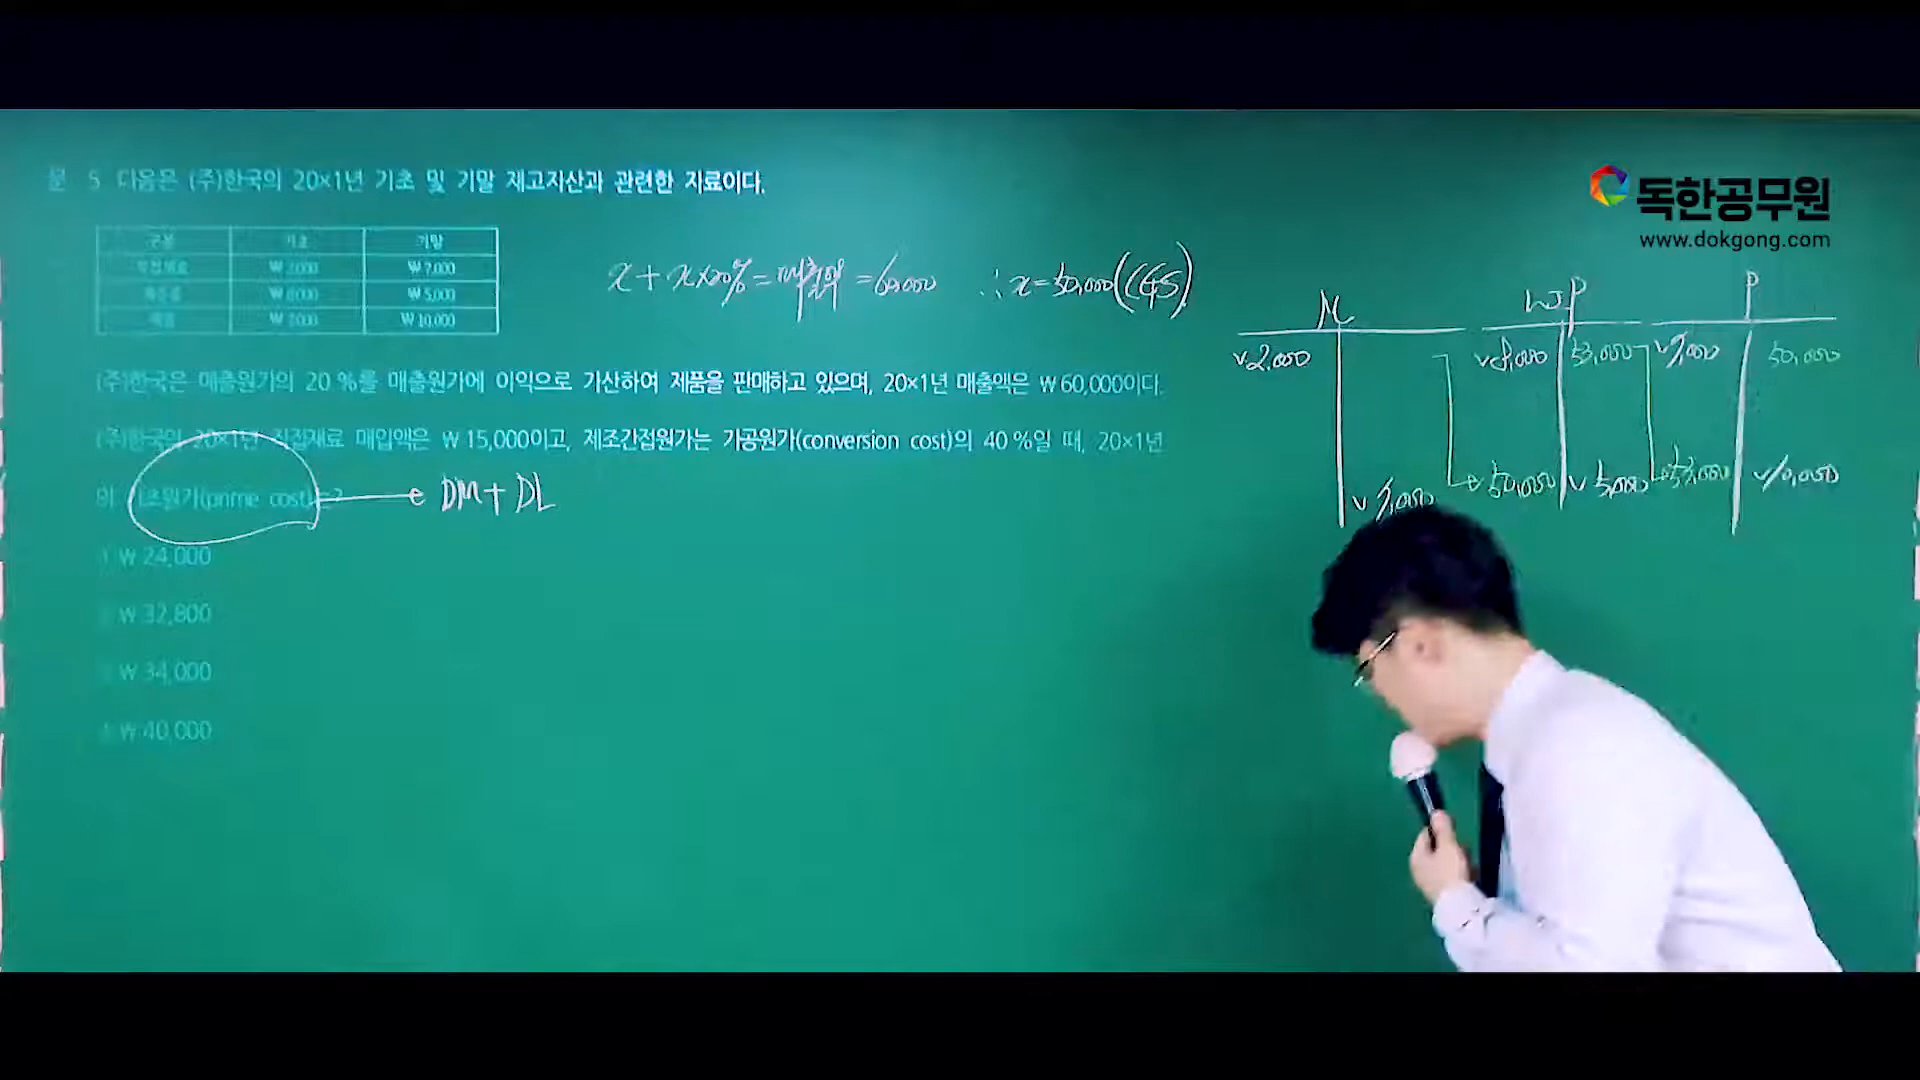 독한공무원
www.dokgong.com
문 5 다음은 (주)한국의 20×1년 기초 및 기말 재고자산과 관련한 자료이다.
구분 기초 기말
직접재료 ₩ 2,000 ₩ 7,000
재공품 ₩ 8,000 ₩ 5,000
제품 ₩ 7,000 ₩ 10,000
x + x×20% = 매출액 = 60,000 ∴ x = 50,000 (CGS)
M WIP P
√2,000 √8,000 53,000 √7,000 50,000
(주)한국은 매출원가의 20 %를 매출원가에 이익으로 가산하여 제품을 판매하고 있으며, 20×1년 매출액은 ₩ 60,000이다.
(주)한국의 20×1년 직접재료 매입액은 ₩ 15,000이고, 제조간접원가는 가공원가(conversion cost)의 40 %일 때, 20×1년
√7,000 50,000 √5,000 53,000 √10,000
의 기초원가(prime cost)는?
DM + DL
① ₩ 24,000
② ₩ 32,800
③ ₩ 34,000
④ ₩ 40,000